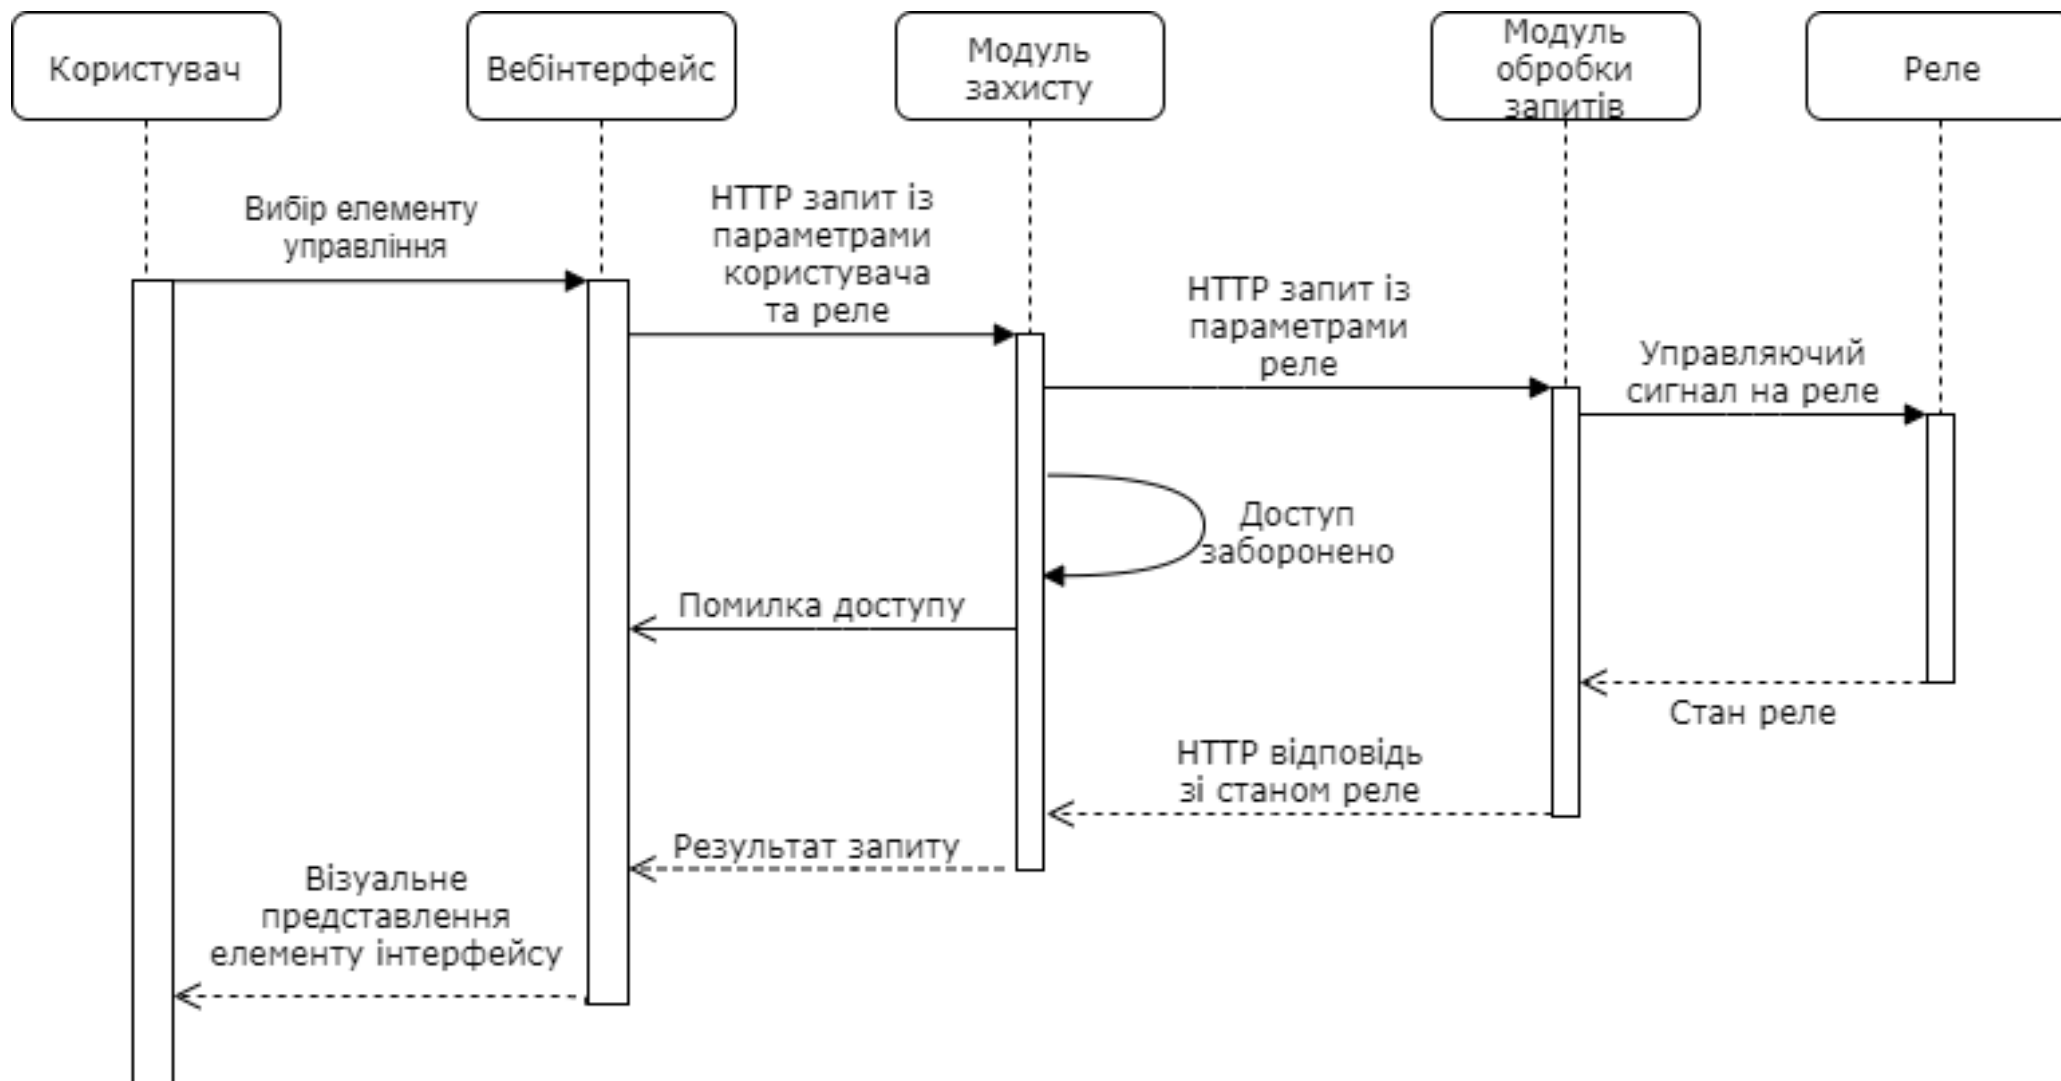 Користувач
Вебінтерфейс
Модуль
захисту
Модуль
обробки
запитів
Реле
Вибір елементу
управління
HTTP запит із
параметрами
користувача
та реле
HTTP запит із
параметрами
реле
Управляючий
сигнал на реле
Доступ
заборонено
Помилка доступу
Стан реле
HTTP відповідь
зі станом реле
Результат запиту
Візуальне
представлення
елементу інтерфейсу